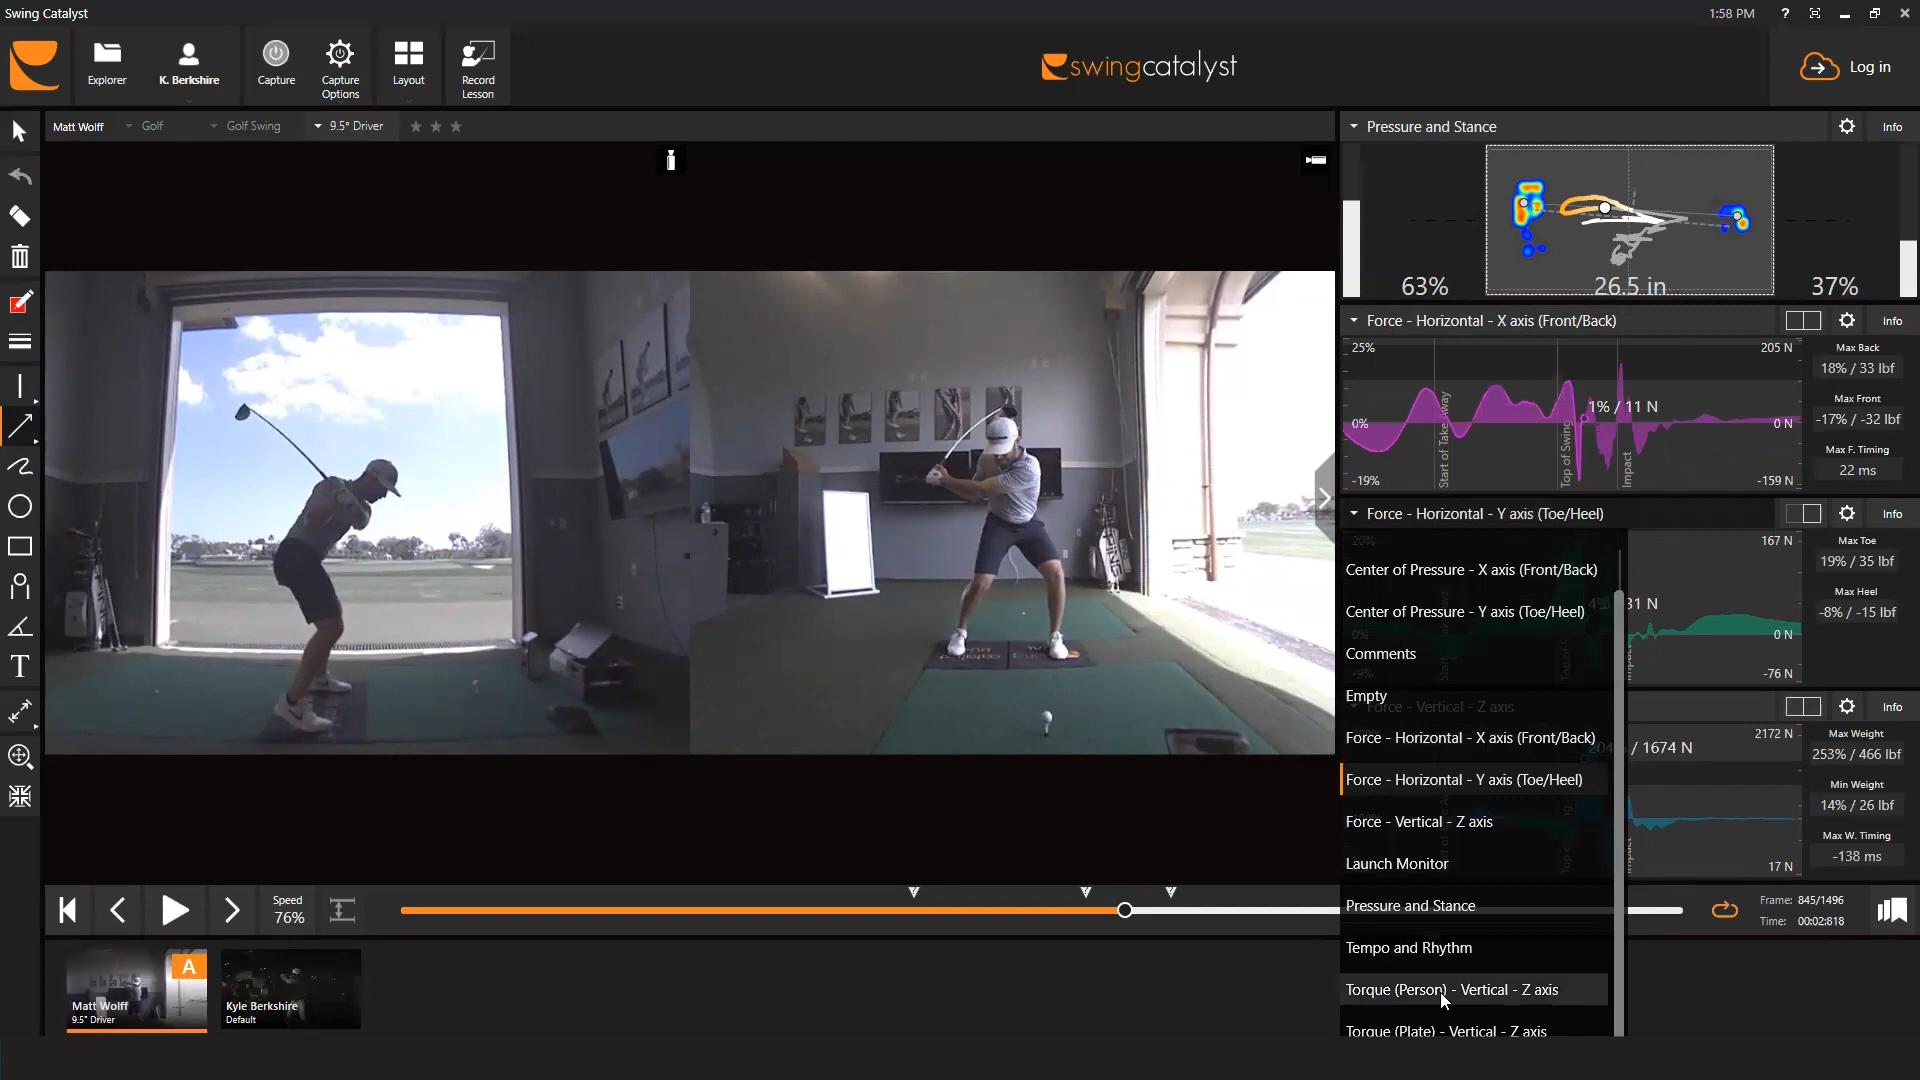 Swing Catalyst
1:58 PM
?
Explorer
K. Berkshire
Capture
Capture
Options
Layout
Record
Lesson
swingcatalyst
Log in
Matt Wolff
Golf
Golf Swing
9.5° Driver
Pressure and Stance
Info
63%
26.5 in
37%
Force - Horizontal - X axis (Front/Back)
Info
25%
205 N
0%
0 N
-19%
-159 N
1% / 11 N
Start of Take Away
Top of Swing
Impact
Max Back
18% / 33 lbf
Max Front
-17% / -32 lbf
Max F. Timing
22 ms
Force - Horizontal - Y axis (Toe/Heel)
Info
20%
167 N
31 N
0%
0 N
-9%
-76 N
Max Toe
19% / 35 lbf
Max Heel
-8% / -15 lbf
Center of Pressure - X axis (Front/Back)
Center of Pressure - Y axis (Toe/Heel)
Comments
Empty
Force - Horizontal - X axis (Front/Back)
Force - Horizontal - Y axis (Toe/Heel)
Force - Vertical - Z axis
Launch Monitor
Pressure and Stance
Tempo and Rhythm
Torque (Person) - Vertical - Z axis
Torque (Plate) - Vertical - Z axis
Force - Vertical - Z axis
Info
2172 N
/ 1674 N
17 N
Max Weight
253% / 466 lbf
Min Weight
14% / 26 lbf
Max W. Timing
-138 ms
Speed
76%
Frame: 845/1496
Time: 00:02:818
A
Matt Wolff
9.5° Driver
Kyle Berkshire
Default
T